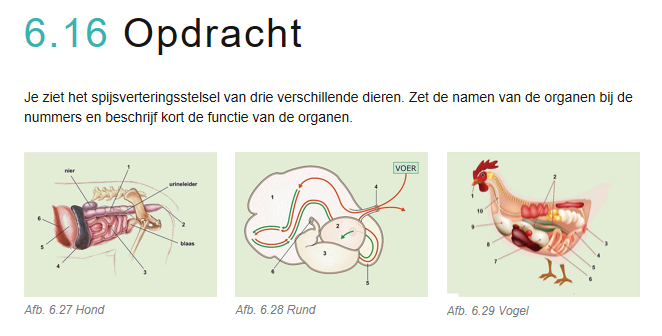 6.16 Opdracht
Je ziet het spijsverteringsstelsel van drie verschillende dieren. Zet de namen van de organen bij de
nummers en beschrijf kort de functie van de organen.
nier
1
urineleider
6
2
5
blaas
4
3
Afb. 6.27 Hond
VOER
4
1
2
3
6
5
Afb. 6.28 Rund
2
1
10
9
8
3
7
4
5
6
Afb. 6.29 Vogel